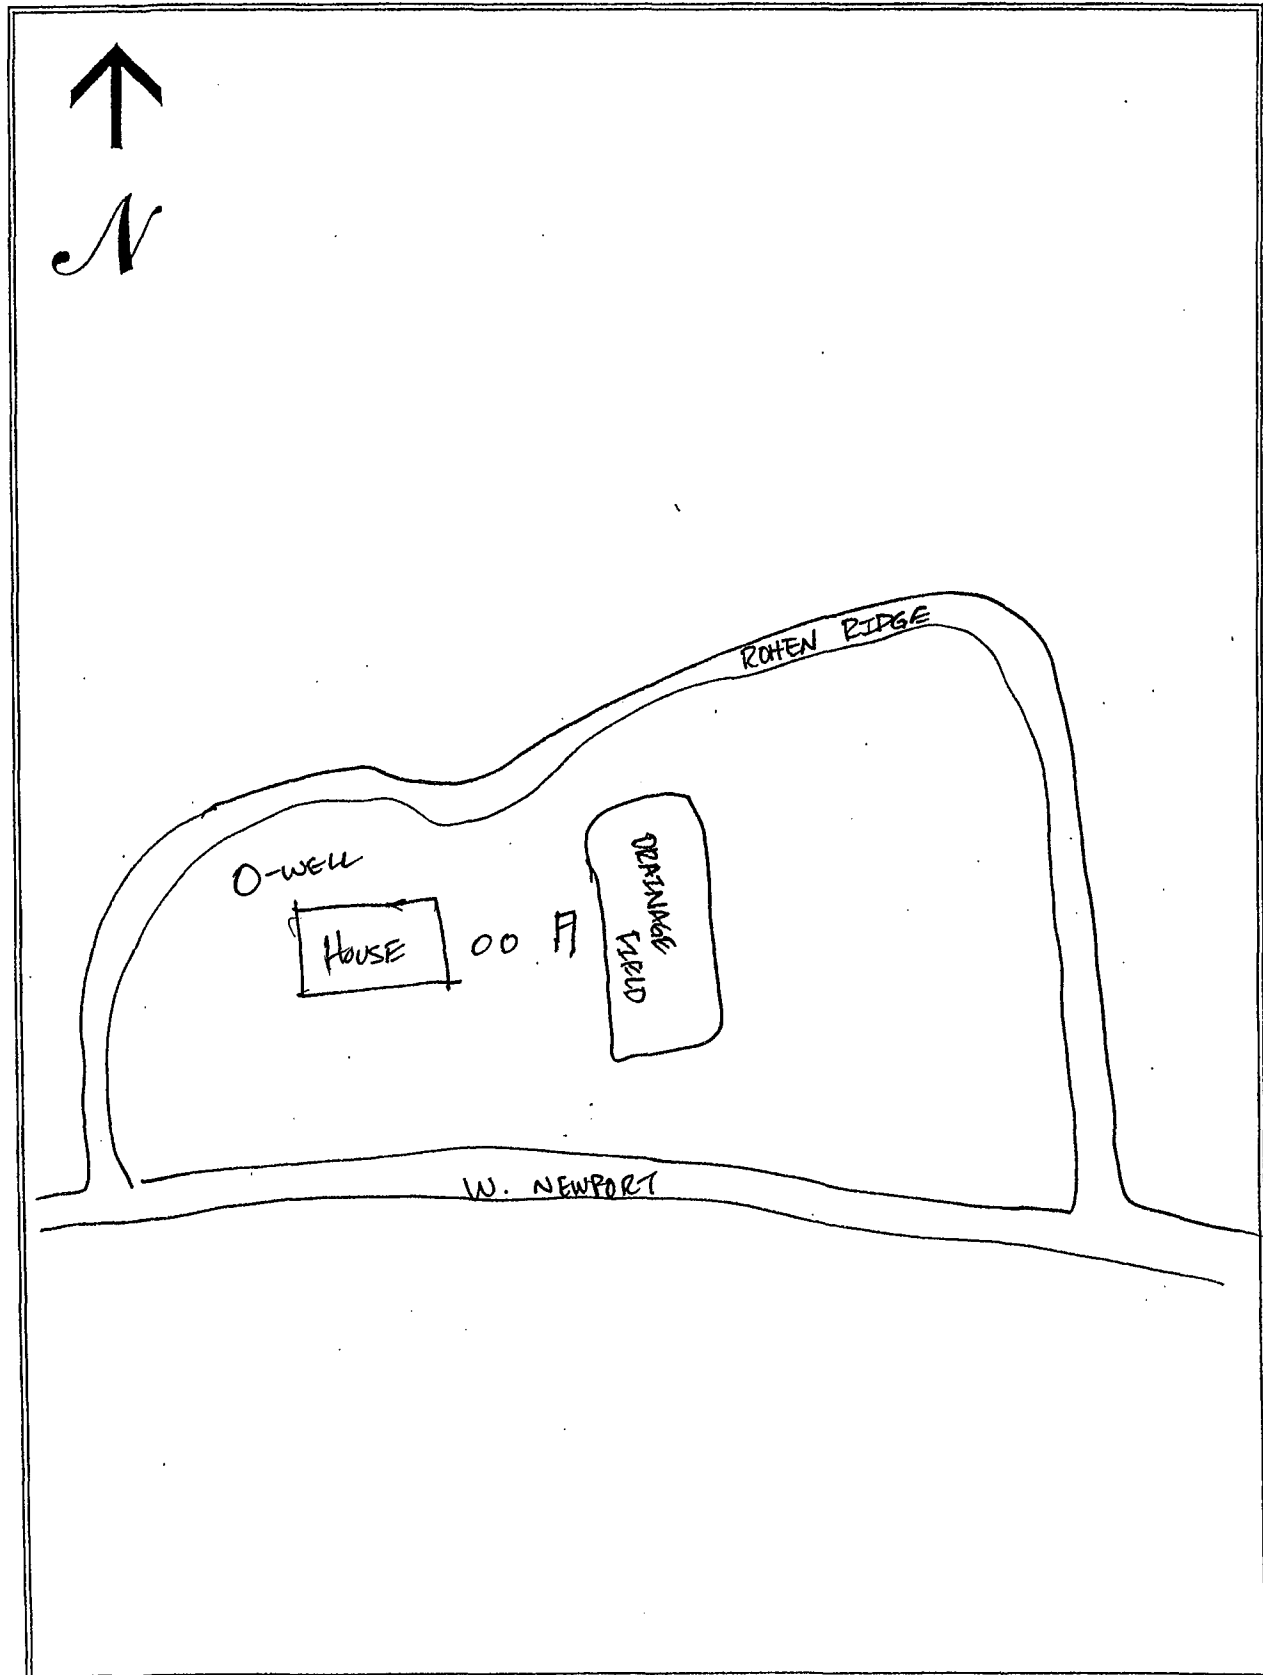 N
ROHEN RIDGE
O-WELL
HOUSE
DRAINAGE
FIELD
W. NEWPORT